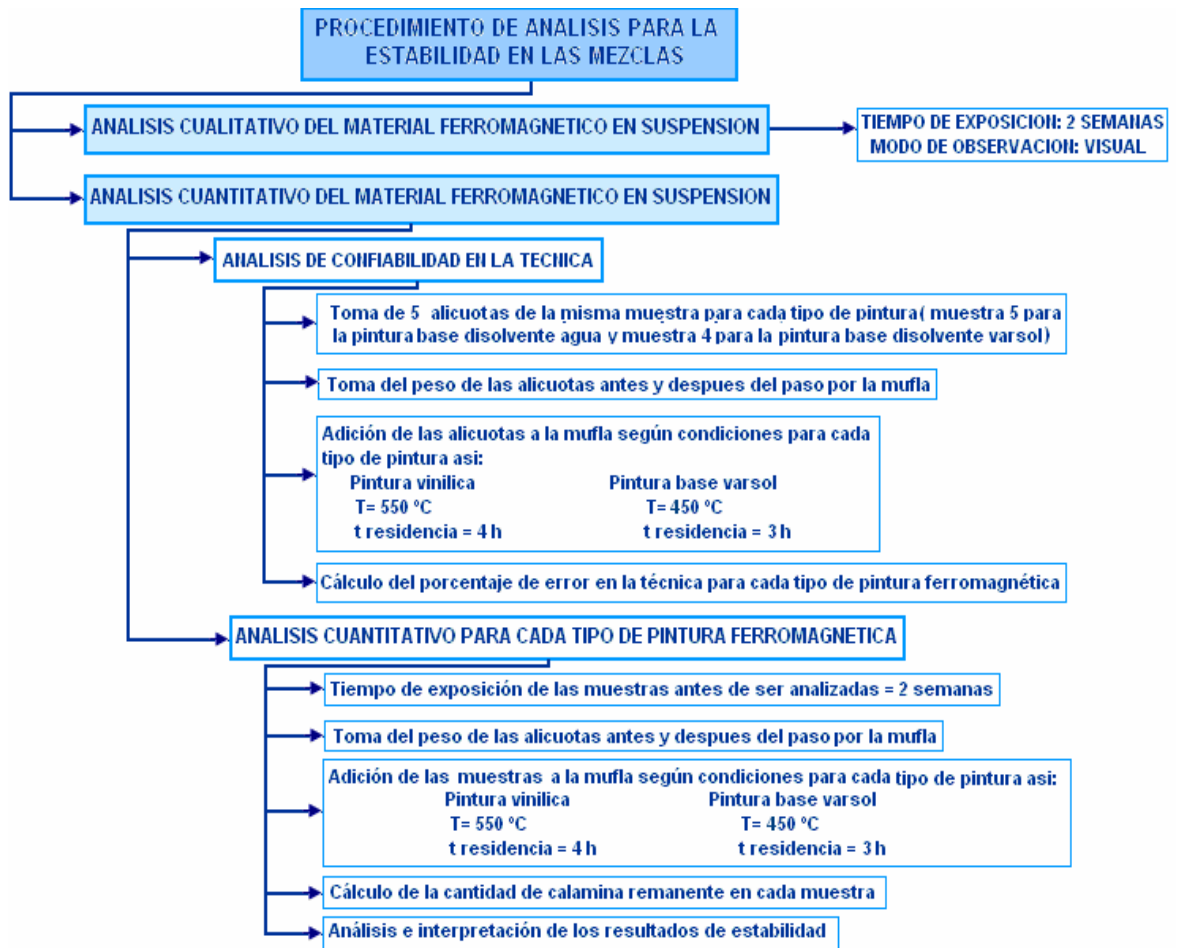 PROCEDIMIENTO DE ANALISIS PARA LA
ESTABILIDAD EN LAS MEZCLAS
ANALISIS CUALITATIVO DEL MATERIAL FERROMAGNETICO EN SUSPENSION
TIEMPO DE EXPOSICION: 2 SEMANAS
MODO DE OBSERVACION: VISUAL
ANALISIS CUANTITATIVO DEL MATERIAL FERROMAGNETICO EN SUSPENSION
ANALISIS DE CONFIABILIDAD EN LA TECNICA
Toma de 5 alicuotas de la misma muestra para cada tipo de pintura( muestra 5 para
la pintura base disolvente agua y muestra 4 para la pintura base disolvente varsol)
Toma del peso de las alicuotas antes y despues del paso por la mufla
Adición de las alicuotas a la mufla según condiciones para cada
tipo de pintura asi:
Pintura vinilica Pintura base varsol
T= 550 ºC T= 450 ºC
t residencia = 4 h t residencia = 3 h
Cálculo del porcentaje de error en la técnica para cada tipo de pintura ferromagnética
ANALISIS CUANTITATIVO PARA CADA TIPO DE PINTURA FERROMAGNETICA
Tiempo de exposición de las muestras antes de ser analizadas = 2 semanas
Toma del peso de las alicuotas antes y despues del paso por la mufla
Adición de las muestras a la mufla según condiciones para cada tipo de pintura asi:
Pintura vinilica Pintura base varsol
T= 550 ºC T= 450 ºC
t residencia = 4 h t residencia = 3 h
Cálculo de la cantidad de calamina remanente en cada muestra
Análisis e interpretación de los resultados de estabilidad